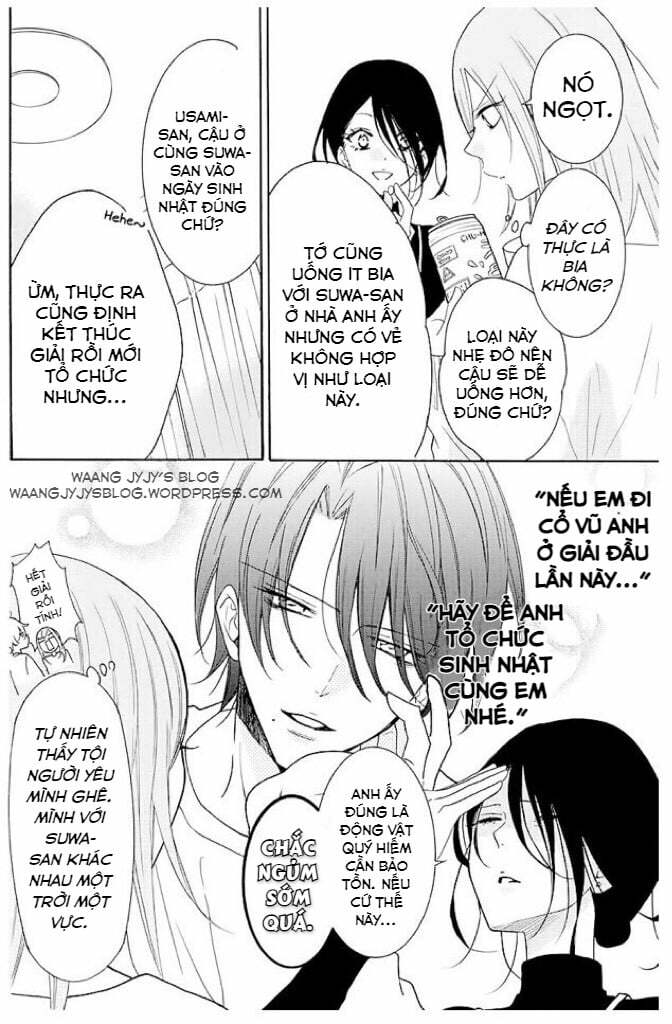 NÓ
NGỌT.
ĐÂY CÓ
THỰC LÀ
BIA
KHÔNG?
LOẠI NÀY
NHẸ ĐÔ NÊN
CẬU SẼ DỄ
UỐNG HƠN,
ĐÚNG CHỨ?
TỚ CŨNG
UỐNG IT BIA
VỚI SUWA-SAN
Ở NHÀ ANH ẤY
NHƯNG CÓ VẺ
KHÔNG HỢP
VỊ NHƯ LOẠI
NÀY.
USAMI-
SAN, CẬU Ở
CÙNG SUWA-
SAN VÀO
NGÀY SINH
NHẬT ĐÚNG
CHỨ?
Hehe~
ỪM, THỰC RA
CŨNG ĐỊNH
KẾT THÚC
GIẢI RỒI MỚI
TỔ CHỨC
NHƯNG...
WAANG JYJY'S BLOG
WAANGJYJYSBLOG.WORDPRESS.COM
"NẾU EM ĐI
CỔ VŨ ANH
Ở GIẢI ĐẤU
LẦN NÀY..."
"HÃY ĐỂ ANH
TỔ CHỨC
SINH NHẬT
CÙNG EM
NHÉ."
HẾT
GIẢI RỒI
TÍNH!
TỰ NHIÊN
THẤY TỘI
NGƯỜI YÊU
MÌNH GHÊ.
MÌNH VỚI
SUWA-
SAN KHÁC
NHAU MỘT
TRỜI MỘT
VỰC.
ANH ẤY
ĐÚNG LÀ
ĐỘNG VẬT
QUÝ HIẾM
CẦN BẢO
TỒN. NẾU
CỨ THẾ
NÀY...
CHẮC
NGỦM
SỚM
QUÁ.